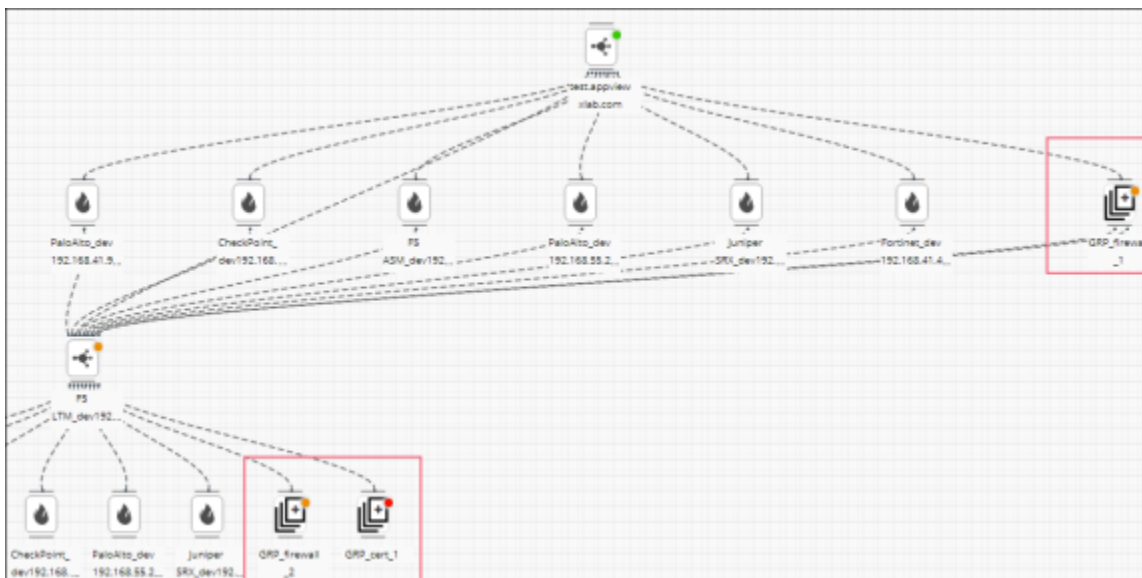 test.appview
xlab.com
PaloAlto_dev
192.168.41.9...
CheckPoint_
dev192.168....
F5
ASM_dev192...
PaloAlto_dev
192.168.55.2...
Juniper
SRX_dev192...
Fortinet_dev
192.168.41.4...
GRP_firewa
_1
F5
LTM_dev192...
CheckPoint_
dev192.168....
PaloAlto_dev
192.168.55.2...
Juniper
SRX_dev192...
GRP_firewall
_2
GRP_cert_1